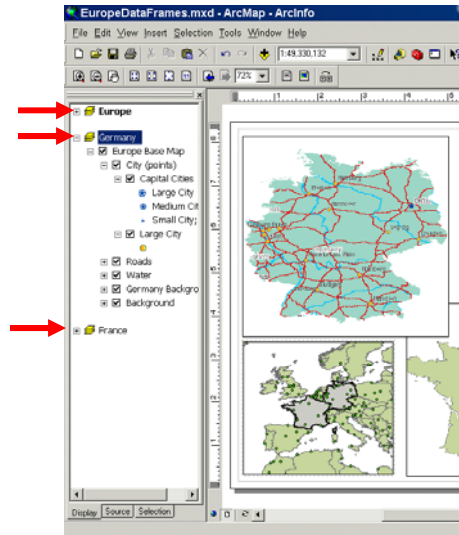 EuropeDataFrames.mxd - ArcMap - ArcInfo
File Edit View Insert Selection Tools Window Help
1:49,330,132
72%
Europe
Germany
Europe Base Map
City (points)
Capital Cities
Large City
Medium Cit
Small City;
Large City
Roads
Water
Germany Backgro
Background
France
Display Source Selection